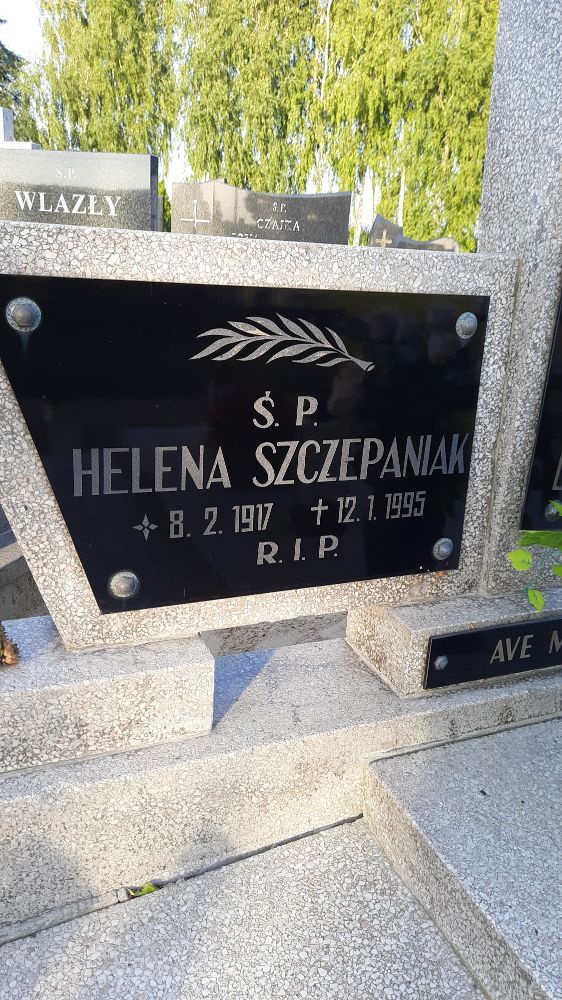 Ś.P.
WLAZŁY
Ś.P.
CZAJKA
Ś. P.
HELENA SZCZEPANIAK
8. 2. 1917 12. 1. 1995
R. I. P.
AVE M